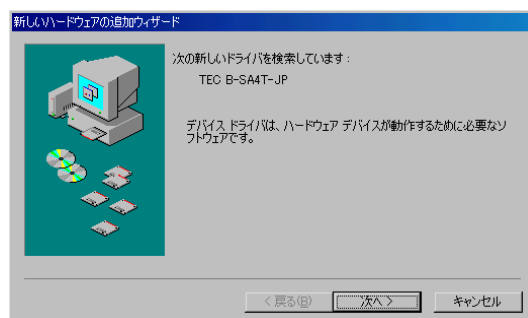 新しいハードウェアの追加ウィザード
次の新しいドライバを検索しています:
TEC B-SA4T-JP
デバイス ドライバは、ハードウェア デバイスが動作するために必要なソ
フトウェアです。
< 戻る(B)
次へ >
キャンセル